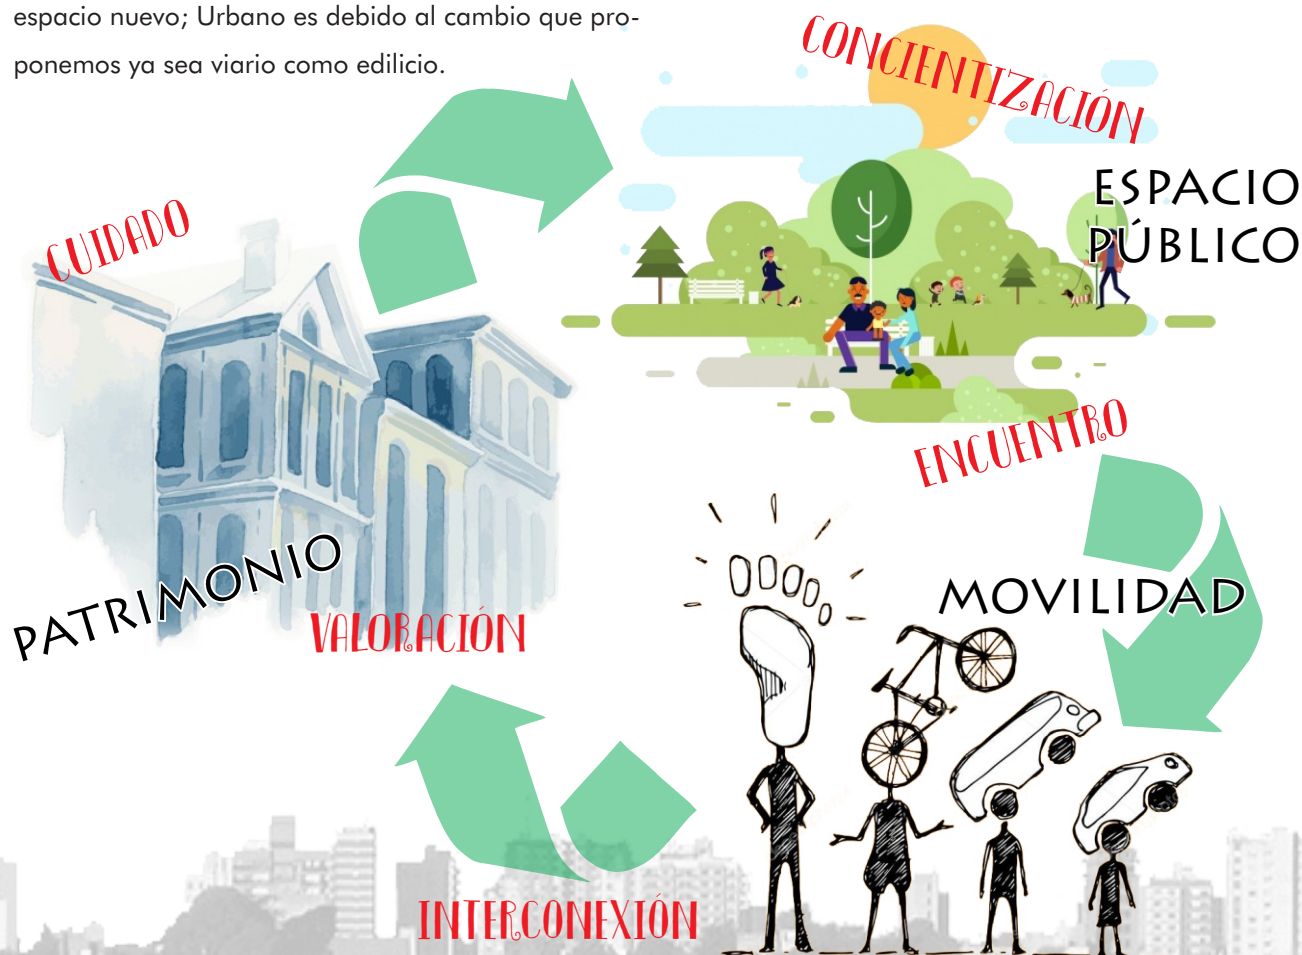 espacio nuevo; Urbano es debido al cambio que pro-
ponemos ya sea viario como edilicio.
CONCIENTIZACIÓN
ESPACIO
PÚBLICO
CUIDADO
ENCUENTRO
PATRIMONIO
MOVILIDAD
VALORACIÓN
INTERCONEXIÓN